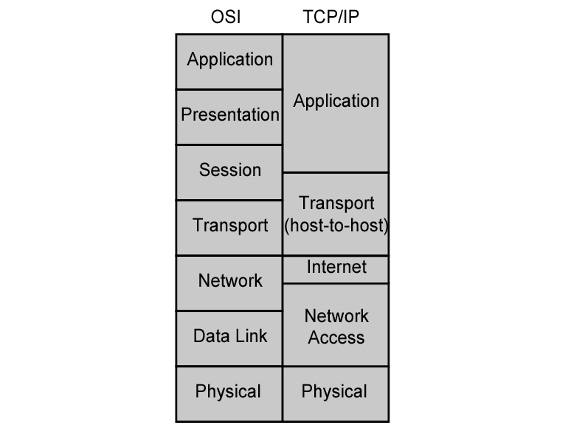 OSI
TCP/IP
Application
Presentation
Session
Transport
Network
Data Link
Physical
Application
Transport
(host-to-host)
Internet
Network
Access
Physical